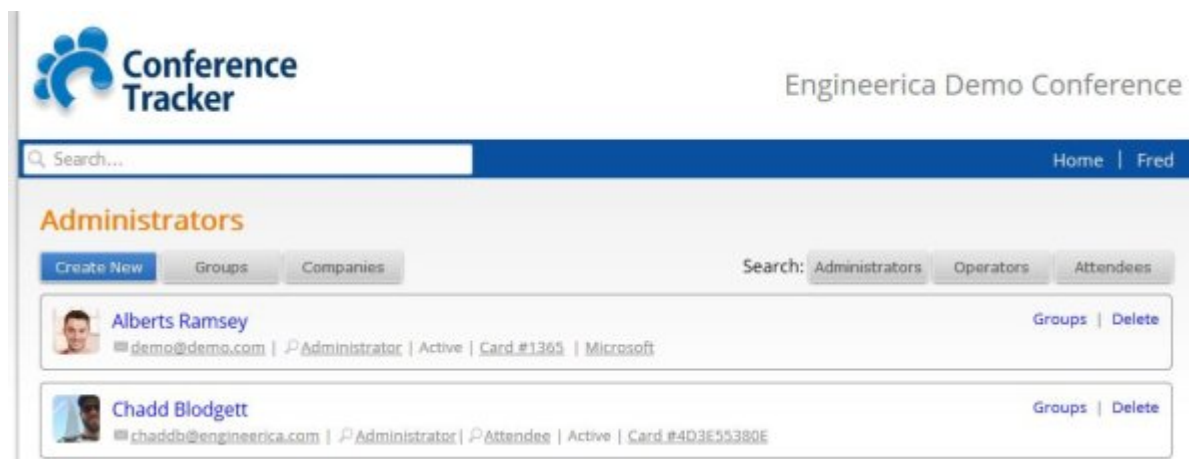 Conference
Tracker
Engineerica Demo Conference
Search...
Home | Fred
Administrators
Create New Groups Companies Search: Administrators Operators Attendees
Alberts Ramsey Groups | Delete
demo@demo.com | Administrator | Active | Card #1365 | Microsoft
Chadd Blodgett Groups | Delete
chaddb@engineerica.com | Administrator | Attendee | Active | Card #4D3E55380E